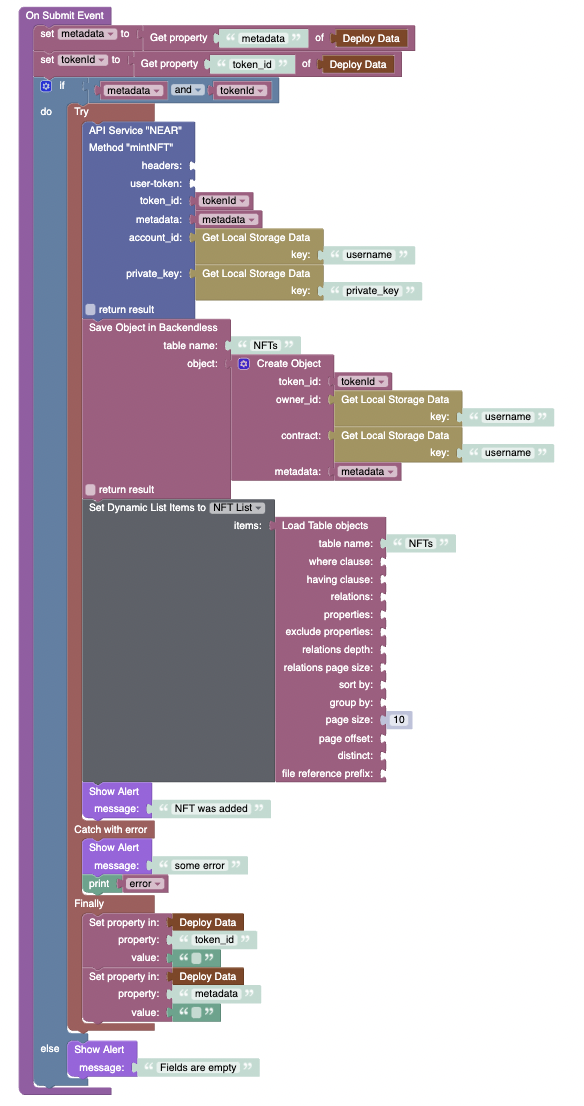 On Submit Event
set metadata to Get property “ metadata ” of Deploy Data
set tokenId to Get property “ token_id ” of Deploy Data
if metadata and tokenId
do Try
API Service "NEAR"
Method "mintNFT"
headers:
user-token:
token_id: tokenId
metadata: metadata
account_id: Get Local Storage Data
key: “ username ”
private_key: Get Local Storage Data
key: “ private_key ”
return result
Save Object in Backendless
table name: “ NFTs ”
object: Create Object
token_id: tokenId
owner_id: Get Local Storage Data
key: “ username ”
contract: Get Local Storage Data
key: “ username ”
metadata: metadata
return result
Set Dynamic List Items to NFT List
items: Load Table objects
table name: “ NFTs ”
where clause:
having clause:
relations:
properties:
exclude properties:
relations depth:
relations page size:
sort by:
group by:
page size: 10
page offset:
distinct:
file reference prefix:
Show Alert
message: “ NFT was added ”
Catch with error
Show Alert
message: “ some error ”
print error
Finally
Set property in: Deploy Data
property: “ token_id ”
value: “ ”
Set property in: Deploy Data
property: “ metadata ”
value: “ ”
else Show Alert
message: “ Fields are empty ”